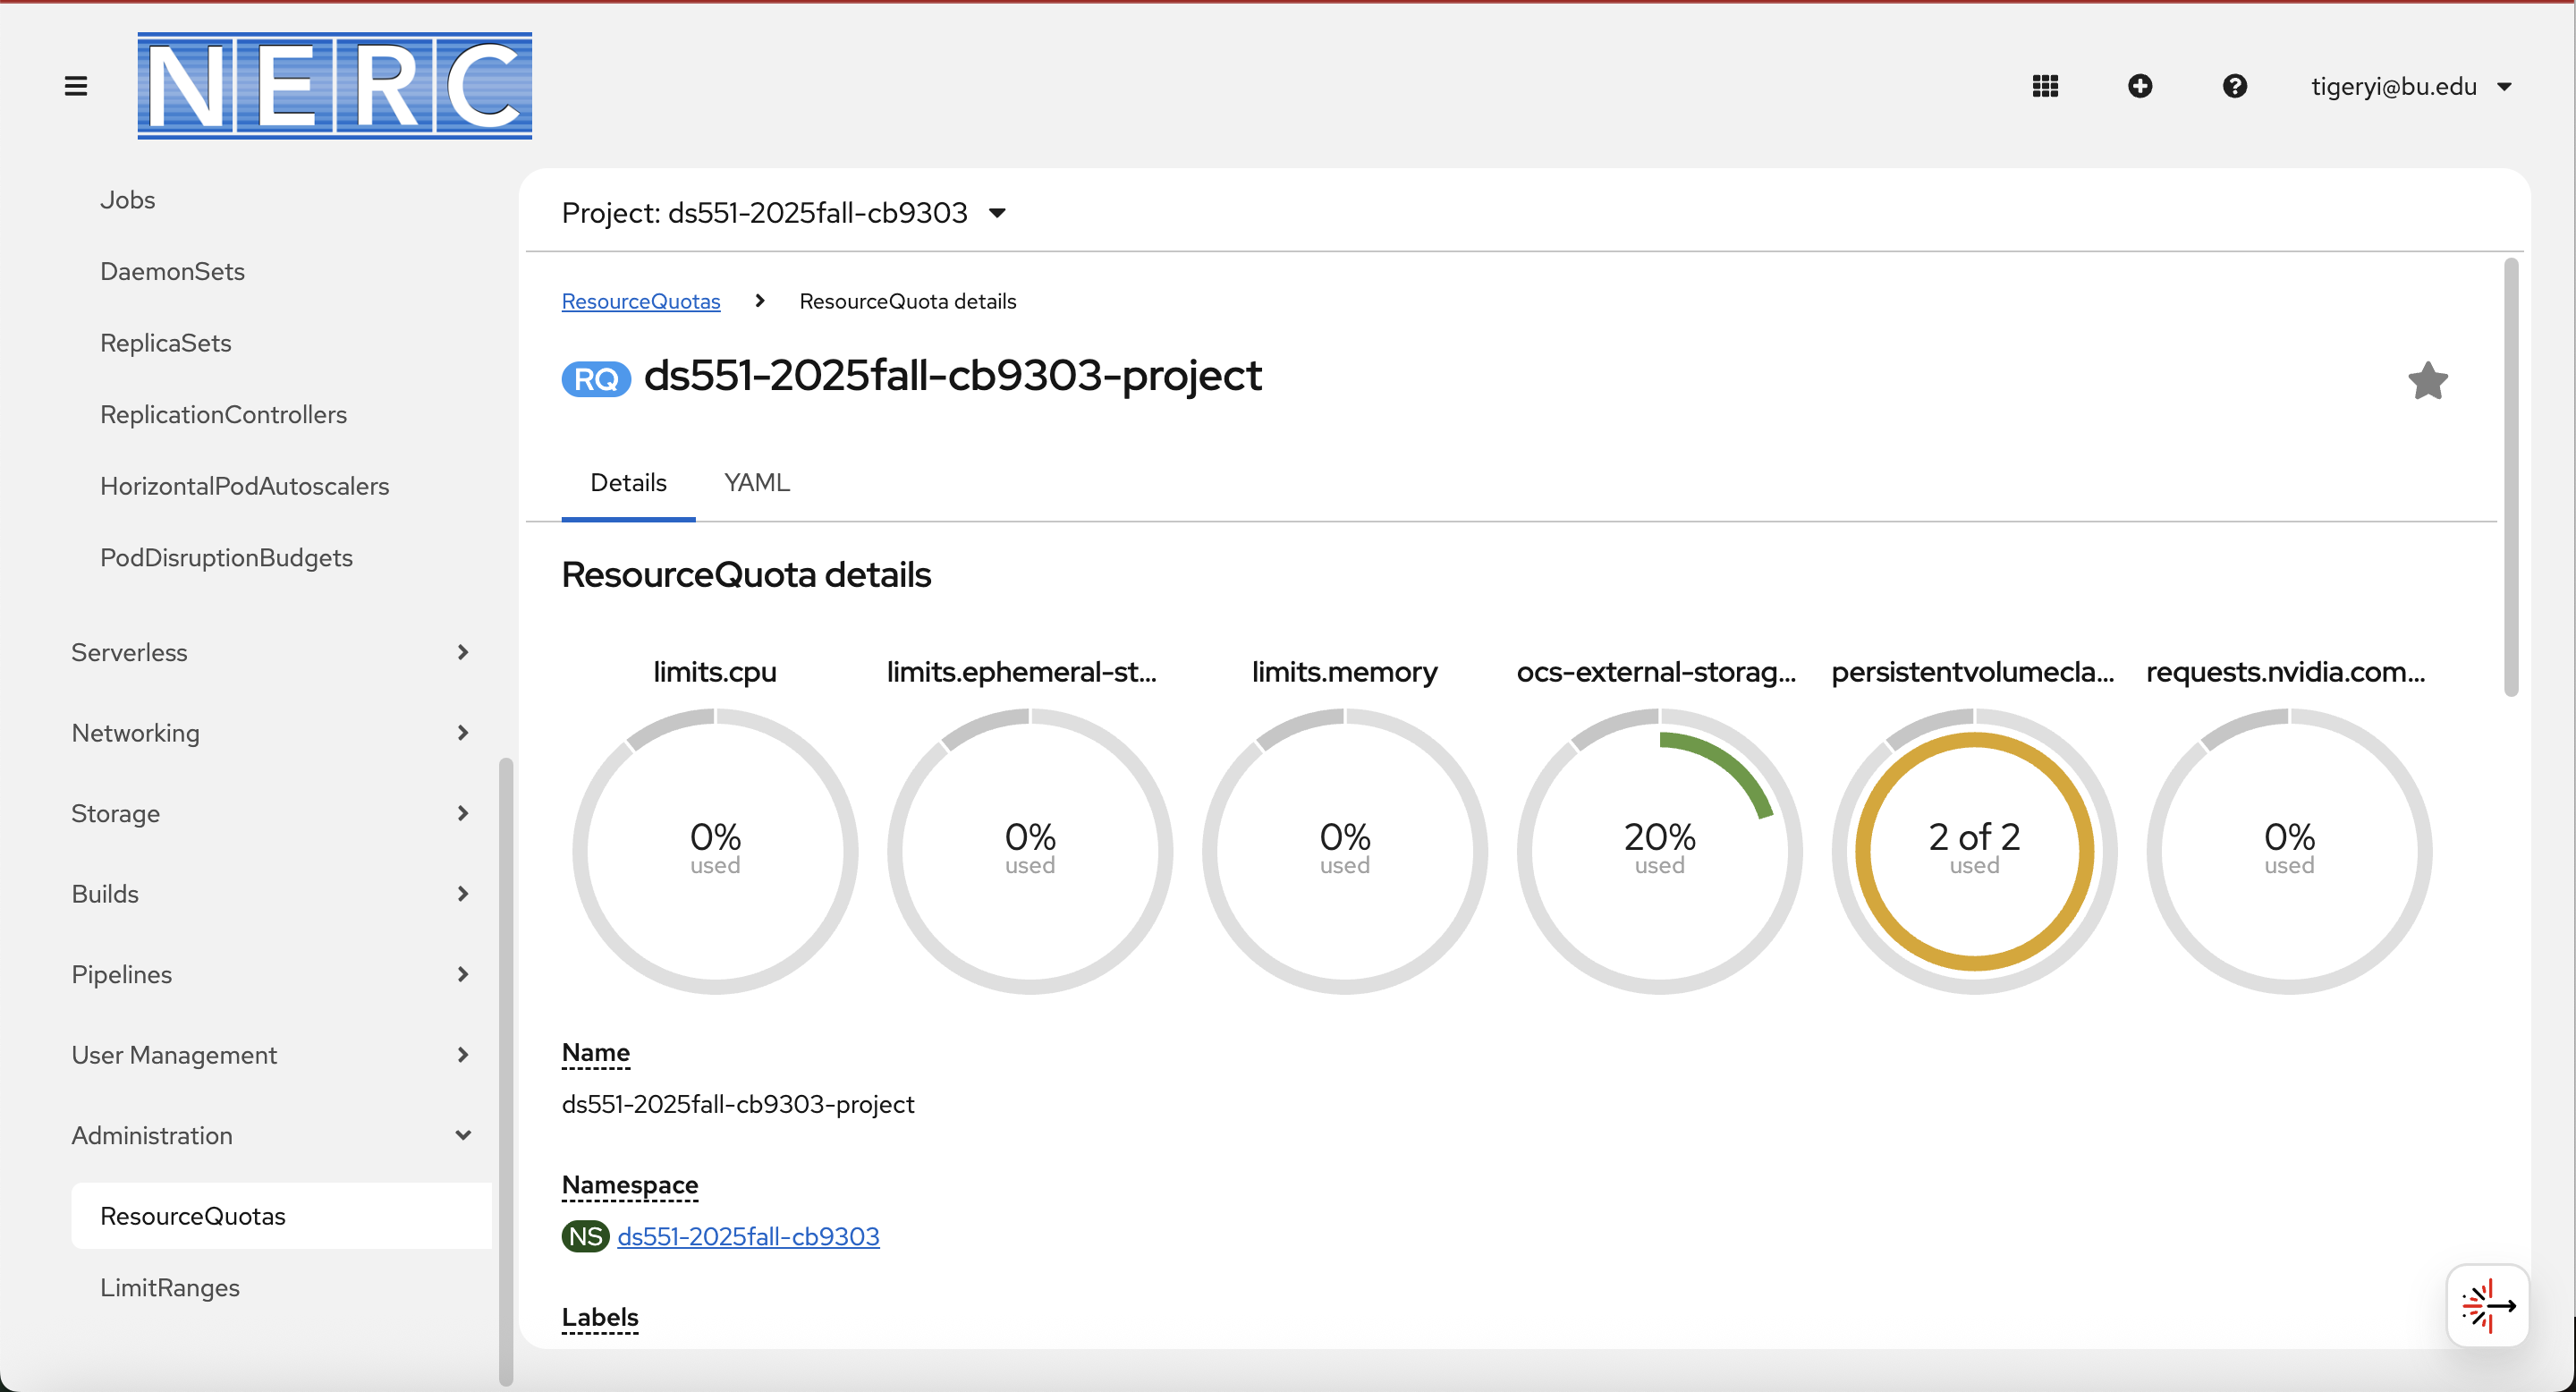 NERC
tigeryi@bu.edu
Jobs
DaemonSets
ReplicaSets
ReplicationControllers
HorizontalPodAutoscalers
PodDisruptionBudgets
Serverless
Networking
Storage
Builds
Pipelines
User Management
Administration
ResourceQuotas
LimitRanges
Project: ds551-2025fall-cb9303
ResourceQuotas > ResourceQuota details
RQ ds551-2025fall-cb9303-project
Details YAML
ResourceQuota details
limits.cpu limits.ephemeral-st... limits.memory ocs-external-storag... persistentvolumecla... requests.nvidia.com...
0% 0% 0% 20% 2 of 2 0%
used used used used used used
Name
ds551-2025fall-cb9303-project
Namespace
NS ds551-2025fall-cb9303
Labels